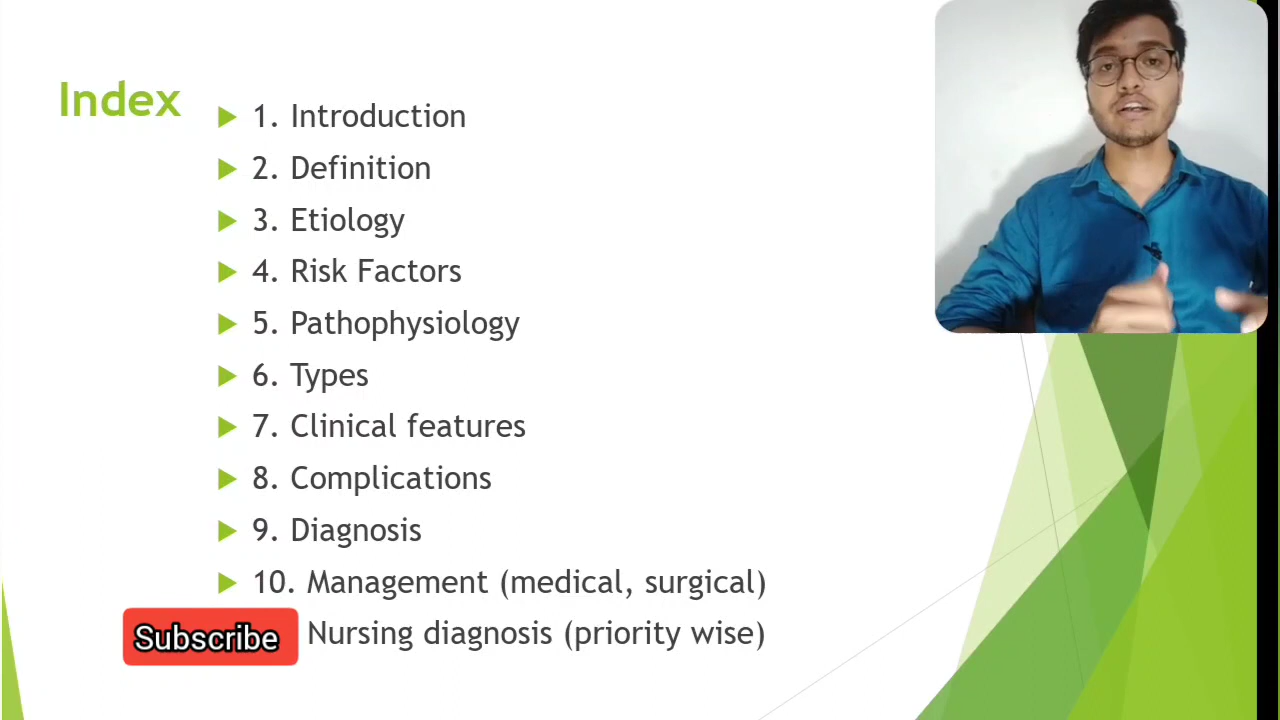 Index
1. Introduction
2. Definition
3. Etiology
4. Risk Factors
5. Pathophysiology
6. Types
7. Clinical features
8. Complications
9. Diagnosis
10. Management (medical, surgical)
Subscribe Nursing diagnosis (priority wise)